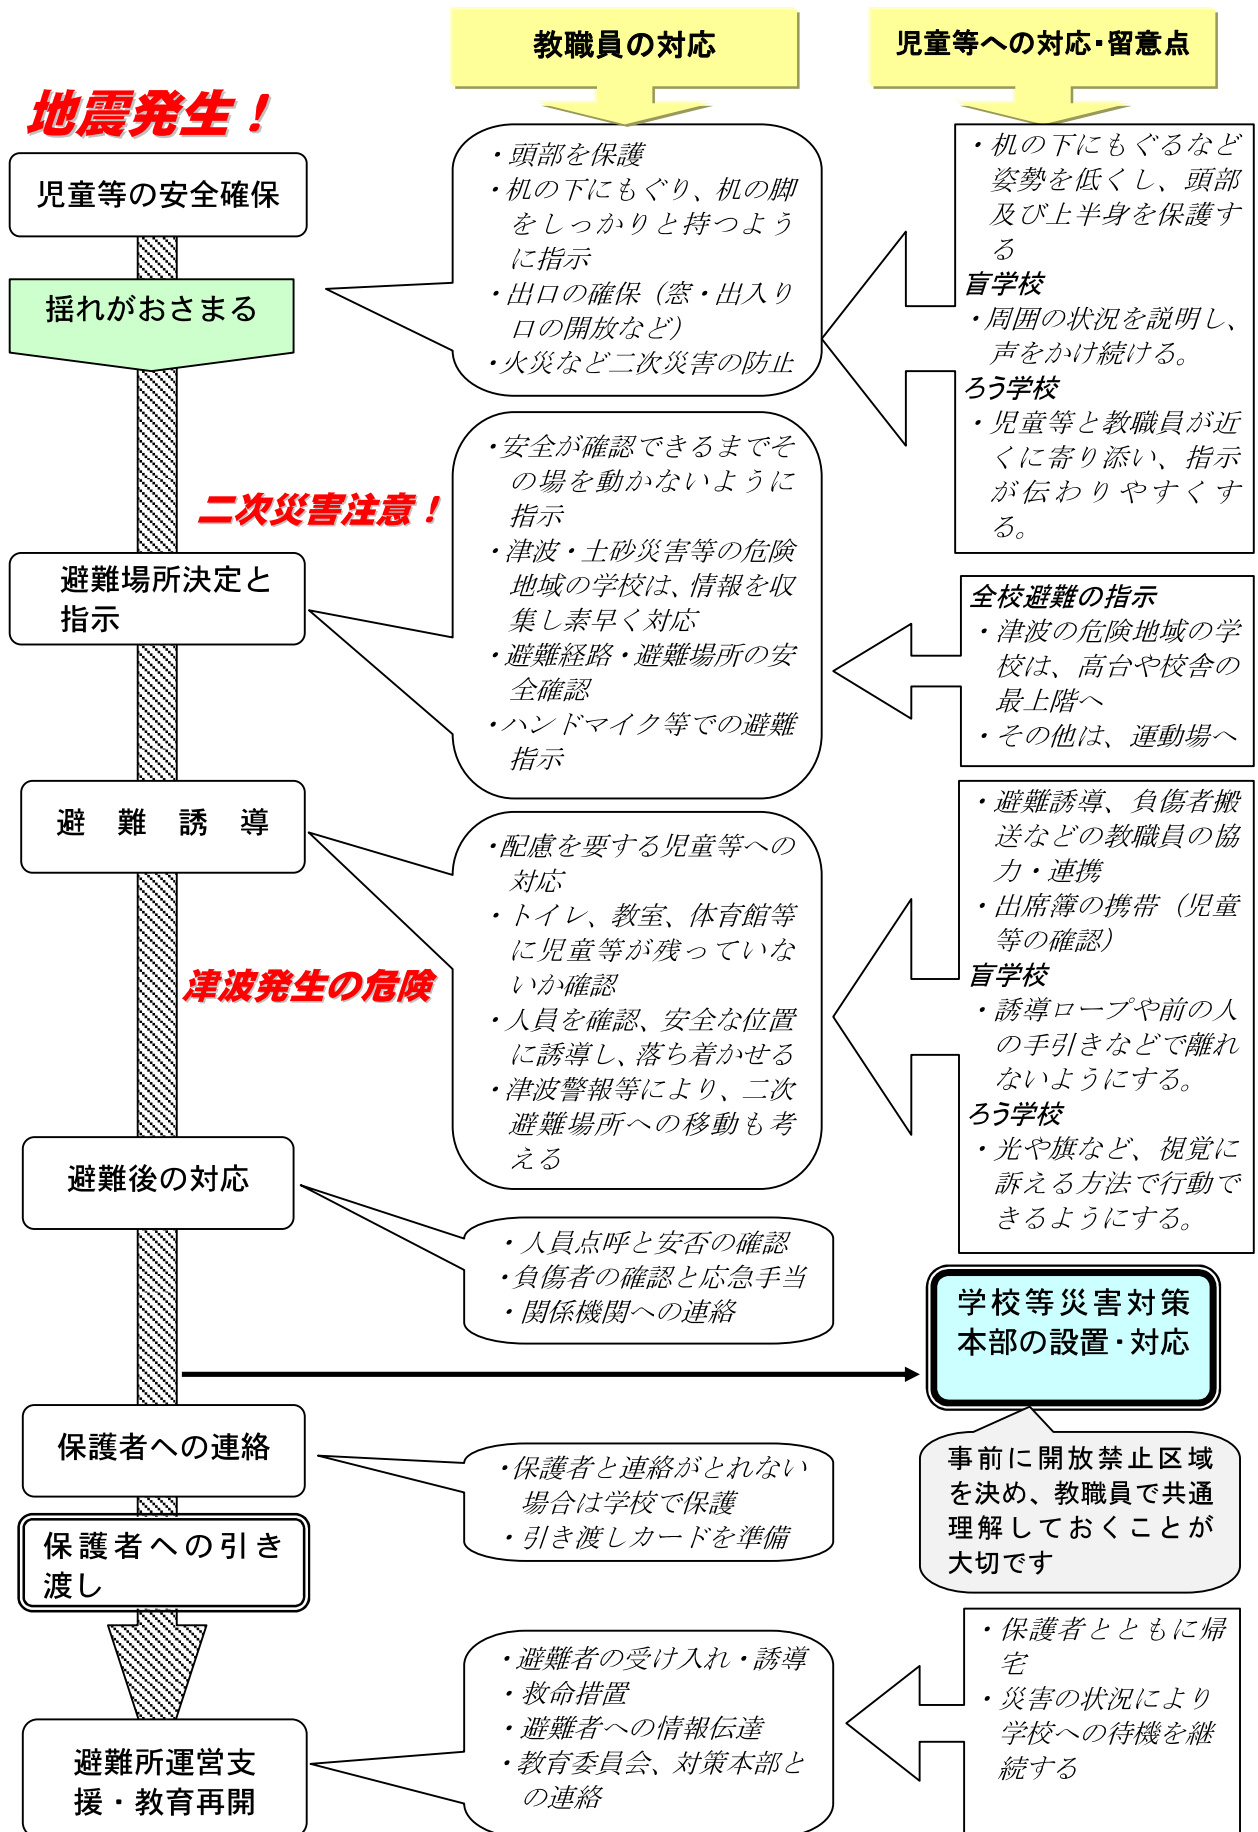 教職員の対応
児童等への対応・留意点
地震発生！
児童等の安全確保
揺れがおさまる
・頭部を保護
・机の下にもぐり、机の脚
をしっかりと持つよう
に指示
・出口の確保（窓・出入り
口の開放など）
・火災など二次災害の防止
・机の下にもぐるなど
姿勢を低くし、頭部
及び上半身を保護す
る
盲学校
・周囲の状況を説明し、
声をかけ続ける。
ろう学校
・児童等と教職員が近
くに寄り添い、指示
が伝わりやすくす
る。
二次災害注意！
避難場所決定と
指示
・安全が確認できるまでそ
の場を動かないように
指示
・津波・土砂災害等の危険
地域の学校は、情報を収
集し素早く対応
・避難経路・避難場所の安
全確認
・ハンドマイク等での避難
指示
全校避難の指示
・津波の危険地域の学
校は、高台や校舎の
最上階へ
・その他は、運動場へ
避難誘導
津波発生の危険
・配慮を要する児童等への
対応
・トイレ、教室、体育館等
に児童等が残っていな
いか確認
・人員を確認、安全な位置
に誘導し、落ち着かせる
・津波警報等により、二次
避難場所への移動も考
える
・避難誘導、負傷者搬
送などの教職員の協
力・連携
・出席簿の携帯（児童
等の確認）
盲学校
・誘導ロープや前の人
の手引きなどで離れ
ないようにする。
ろう学校
・光や旗など、視覚に
訴える方法で行動で
きるようにする。
避難後の対応
・人員点呼と安否の確認
・負傷者の確認と応急手当
・関係機関への連絡
学校等災害対策
本部の設置・対応
保護者への連絡
・保護者と連絡がとれない
場合は学校で保護
・引き渡しカードを準備
事前に開放禁止区域
を決め、教職員で共通
理解しておくことが
大切です
保護者への引き
渡し
避難所運営支
援・教育再開
・避難者の受け入れ・誘導
・救命措置
・避難者への情報伝達
・教育委員会、対策本部と
の連絡
・保護者とともに帰
宅
・災害の状況により
学校への待機を継
続する